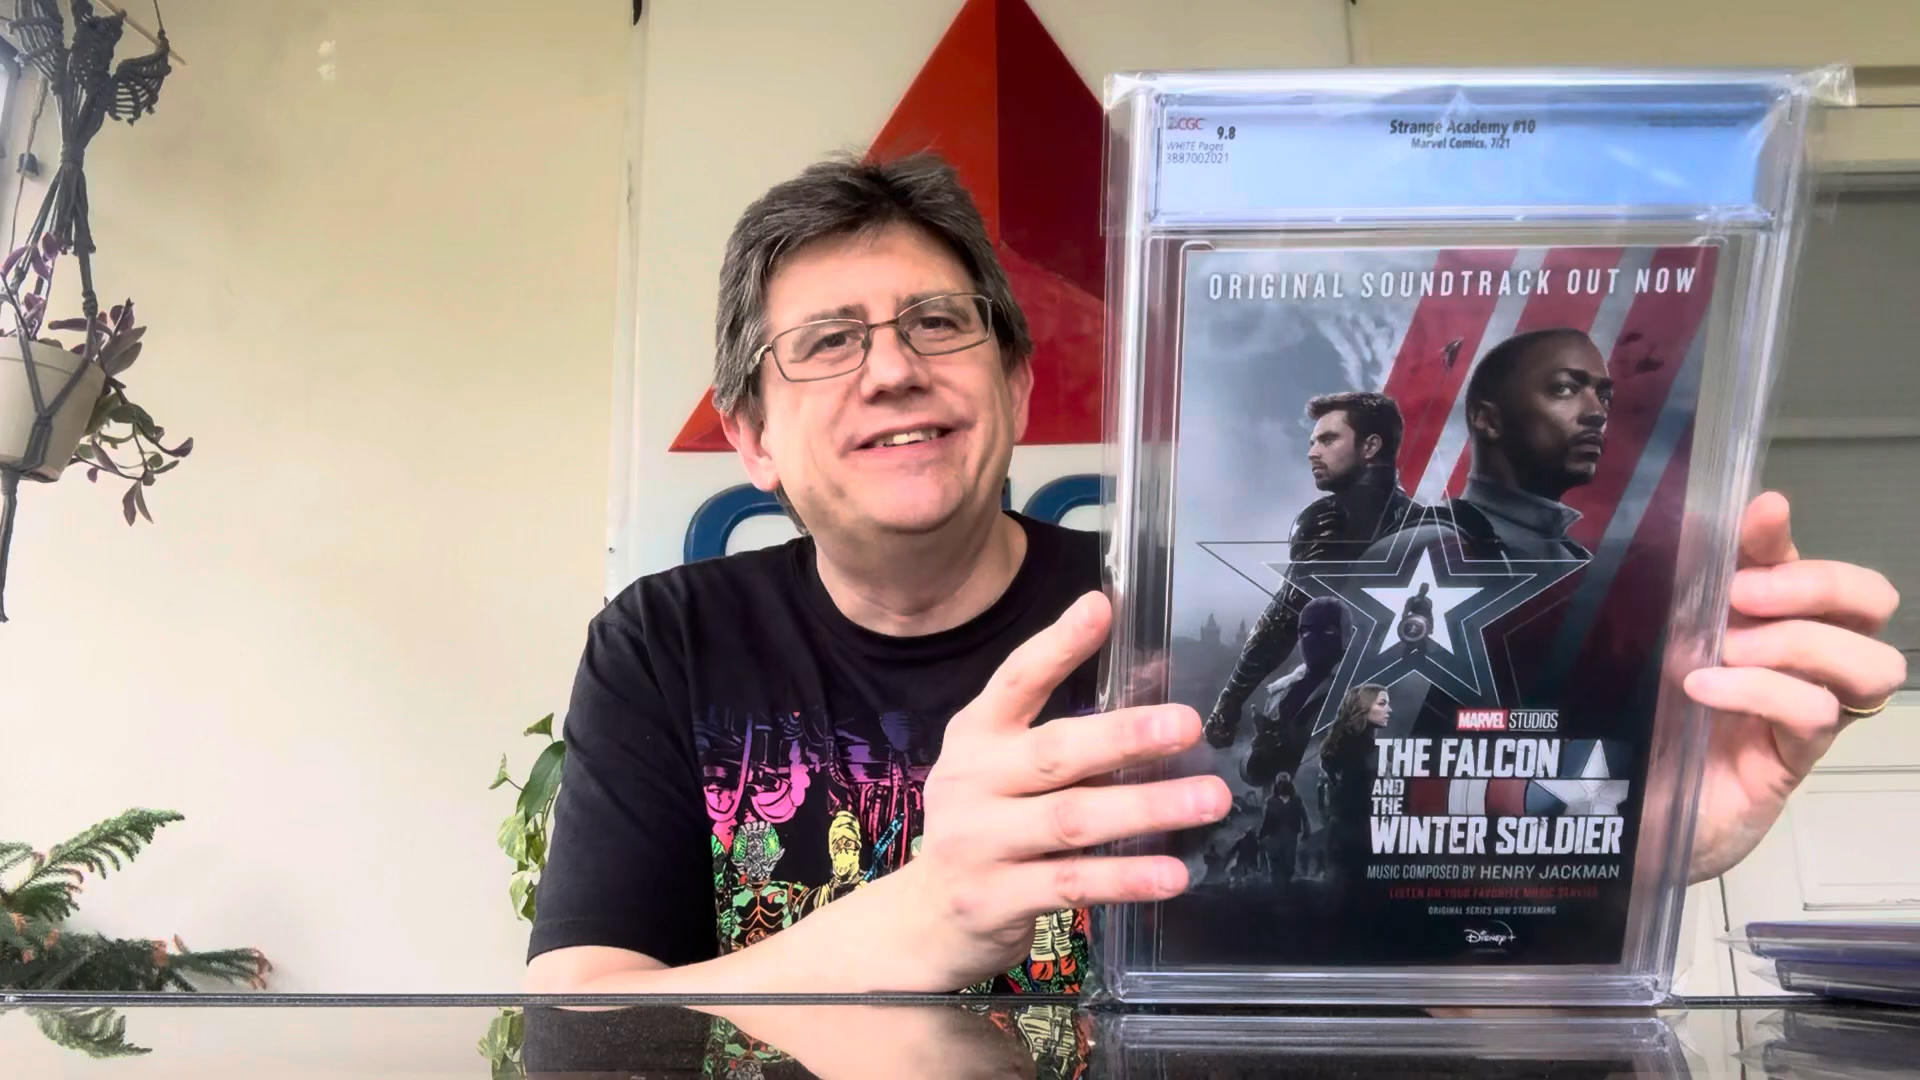 CGC 9.8
WHITE Pages
3887002021
Strange Academy #10
Marvel Comics, 7/21
ORIGINAL SOUNDTRACK OUT NOW
MARVEL STUDIOS
THE FALCON
AND
THE
WINTER SOLDIER
MUSIC COMPOSED BY HENRY JACKMAN
LISTEN ON YOUR FAVORITE MUSIC SERVICE
ORIGINAL SERIES NOW STREAMING
Disney+